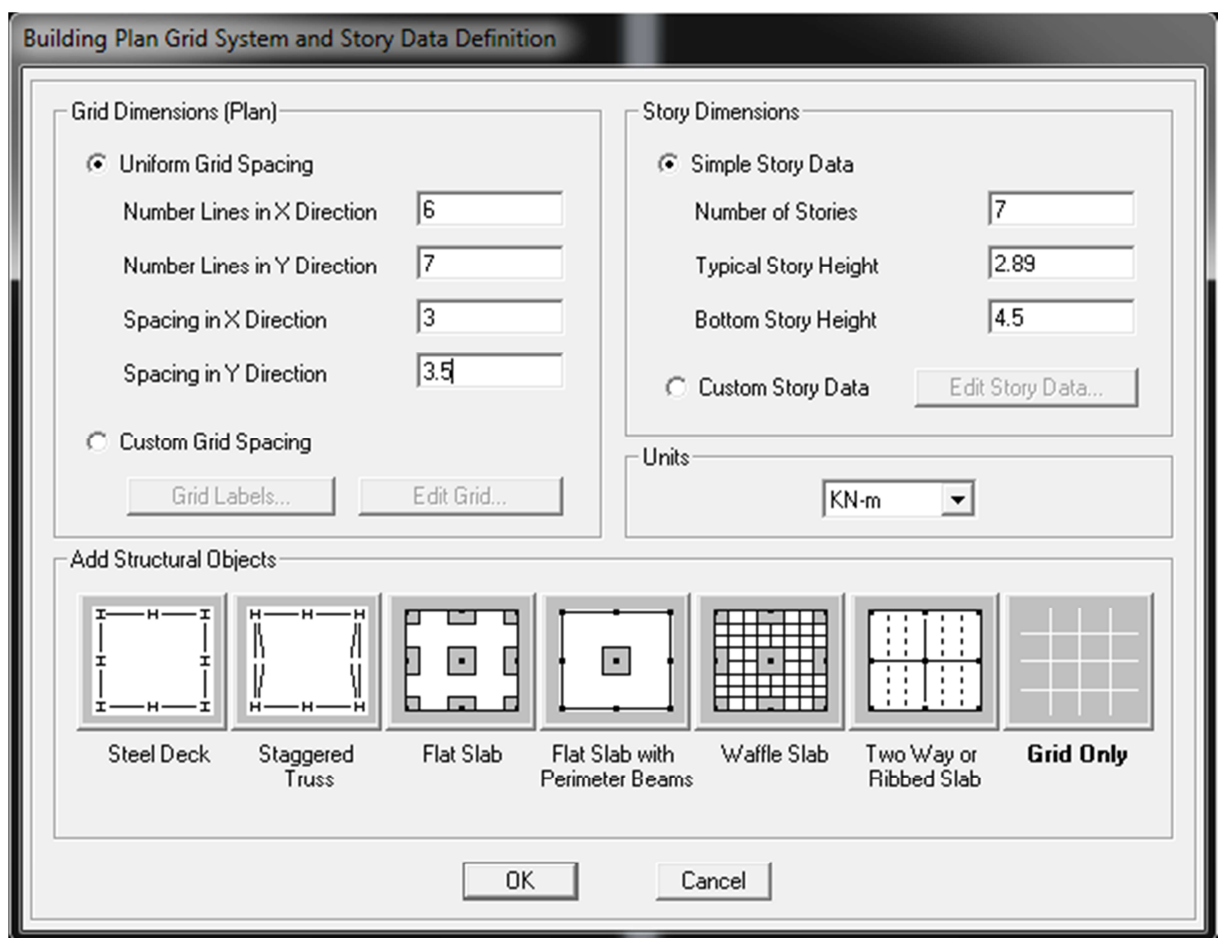 Building Plan Grid System and Story Data Definition
Grid Dimensions (Plan)
Uniform Grid Spacing
Number Lines in X Direction 6
Number Lines in Y Direction 7
Spacing in X Direction 3
Spacing in Y Direction 3.5
Custom Grid Spacing
Grid Labels... Edit Grid...
Story Dimensions
Simple Story Data
Number of Stories 7
Typical Story Height 2.89
Bottom Story Height 4.5
Custom Story Data Edit Story Data...
Units
KN-m
Add Structural Objects
Steel Deck
Staggered
Truss
Flat Slab
Flat Slab with
Perimeter Beams
Waffle Slab
Two Way or
Ribbed Slab
Grid Only
OK Cancel